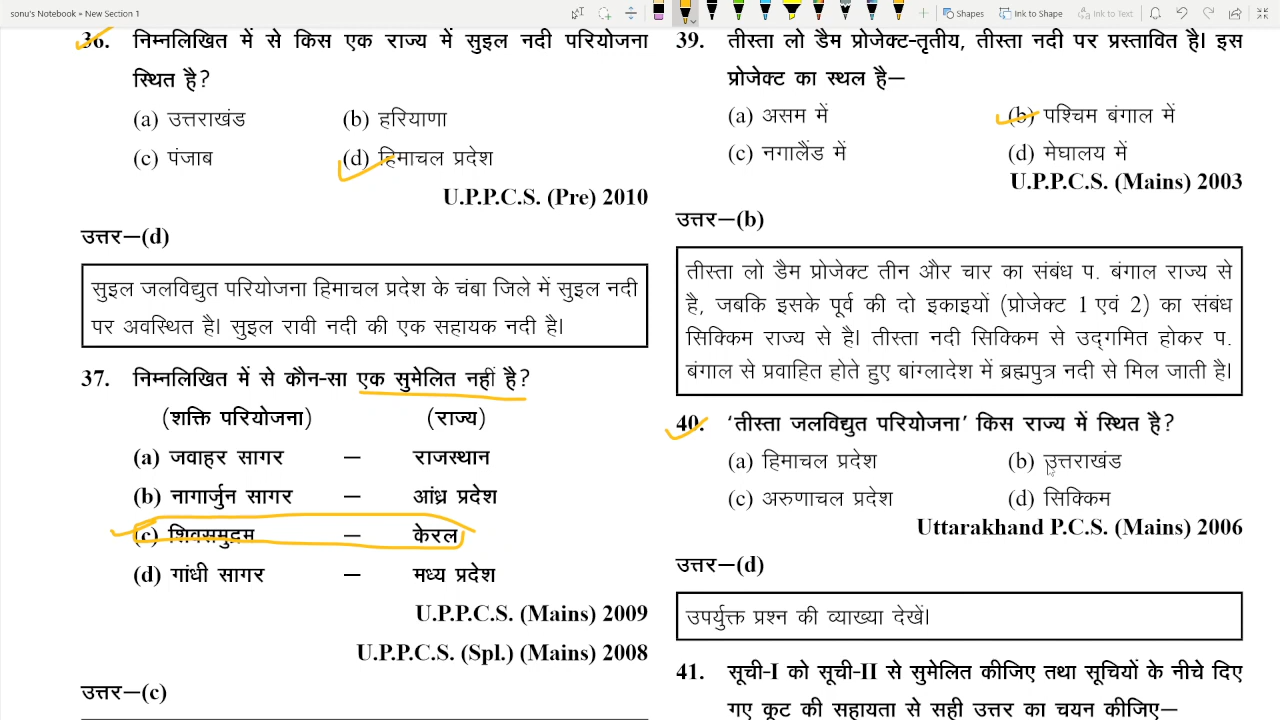 sonu's Notebook » New Section 1
Shapes Ink to Shape Ink to Text
36. निम्नलिखित में से किस एक राज्य में सुइल नदी परियोजना
स्थित है?
(a) उत्तराखंड (b) हरियाणा
(c) पंजाब (d) हिमाचल प्रदेश
U.P.P.C.S. (Pre) 2010
उत्तर–(d)
सुइल जलविद्युत परियोजना हिमाचल प्रदेश के चंबा जिले में सुइल नदी
पर अवस्थित है। सुइल रावी नदी की एक सहायक नदी है।
37. निम्नलिखित में से कौन-सा एक सुमेलित नहीं है?
(शक्ति परियोजना) (राज्य)
(a) जवाहर सागर – राजस्थान
(b) नागार्जुन सागर – आंध्र प्रदेश
(c) शिवसमुद्रम – केरल
(d) गांधी सागर – मध्य प्रदेश
U.P.P.C.S. (Mains) 2009
U.P.P.C.S. (Spl.) (Mains) 2008
उत्तर–(c)
39. तीस्ता लो डैम प्रोजेक्ट-तृतीय, तीस्ता नदी पर प्रस्तावित है। इस
प्रोजेक्ट का स्थल है–
(a) असम में (b) पश्चिम बंगाल में
(c) नगालैंड में (d) मेघालय में
U.P.P.C.S. (Mains) 2003
उत्तर–(b)
तीस्ता लो डैम प्रोजेक्ट तीन और चार का संबंध प. बंगाल राज्य से
है, जबकि इसके पूर्व की दो इकाइयों (प्रोजेक्ट 1 एवं 2) का संबंध
सिक्किम राज्य से है। तीस्ता नदी सिक्किम से उद्गमित होकर प.
बंगाल से प्रवाहित होते हुए बांग्लादेश में ब्रह्मपुत्र नदी से मिल जाती है।
40. ‘तीस्ता जलविद्युत परियोजना’ किस राज्य में स्थित है?
(a) हिमाचल प्रदेश (b) उत्तराखंड
(c) अरुणाचल प्रदेश (d) सिक्किम
Uttarakhand P.C.S. (Mains) 2006
उत्तर–(d)
उपर्युक्त प्रश्न की व्याख्या देखें।
41. सूची-I को सूची-II से सुमेलित कीजिए तथा सूचियों के नीचे दिए
गए कूट की सहायता से सही उत्तर का चयन कीजिए–